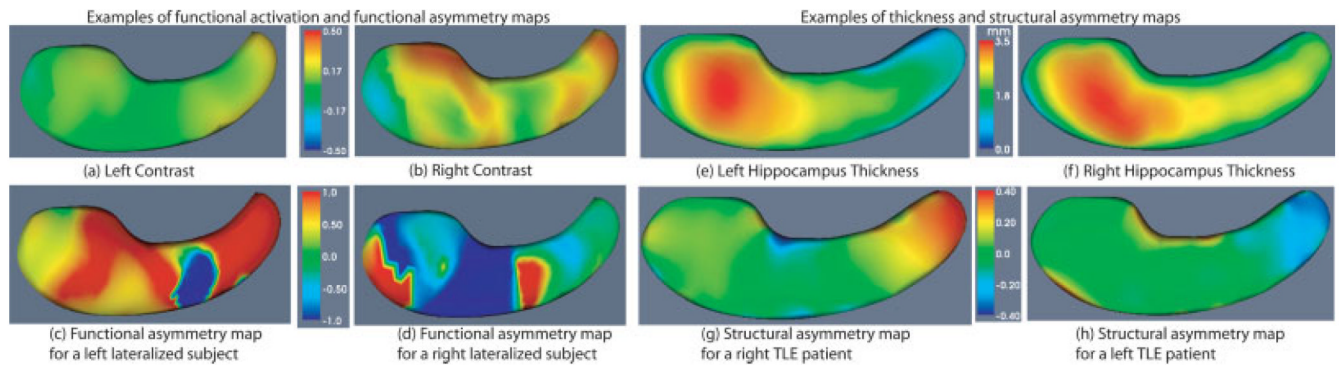 Examples of functional activation and functional asymmetry maps
Examples of thickness and structural asymmetry maps
0.50
0.17
-0.17
-0.50
mm
3.5
1.8
0.0
(a) Left Contrast
(b) Right Contrast
(e) Left Hippocampus Thickness
(f) Right Hippocampus Thickness
1.0
0.50
0.0
-0.50
-1.0
0.40
0.20
0.0
0.20
-0.40
(c) Functional asymmetry map
for a left lateralized subject
(d) Functional asymmetry map
for a right lateralized subject
(g) Structural asymmetry map
for a right TLE patient
(h) Structural asymmetry map
for a left TLE patient